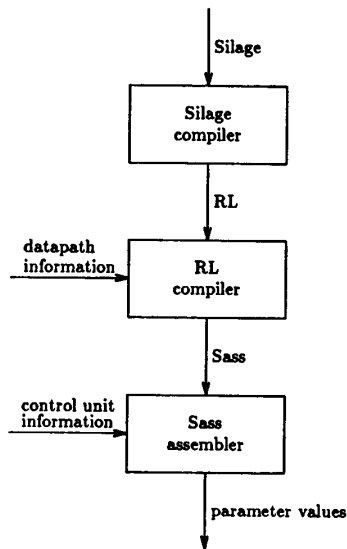 Silage
Silage
compiler
RL
datapath
information
RL
compiler
Sass
control unit
information
Sass
assembler
parameter values